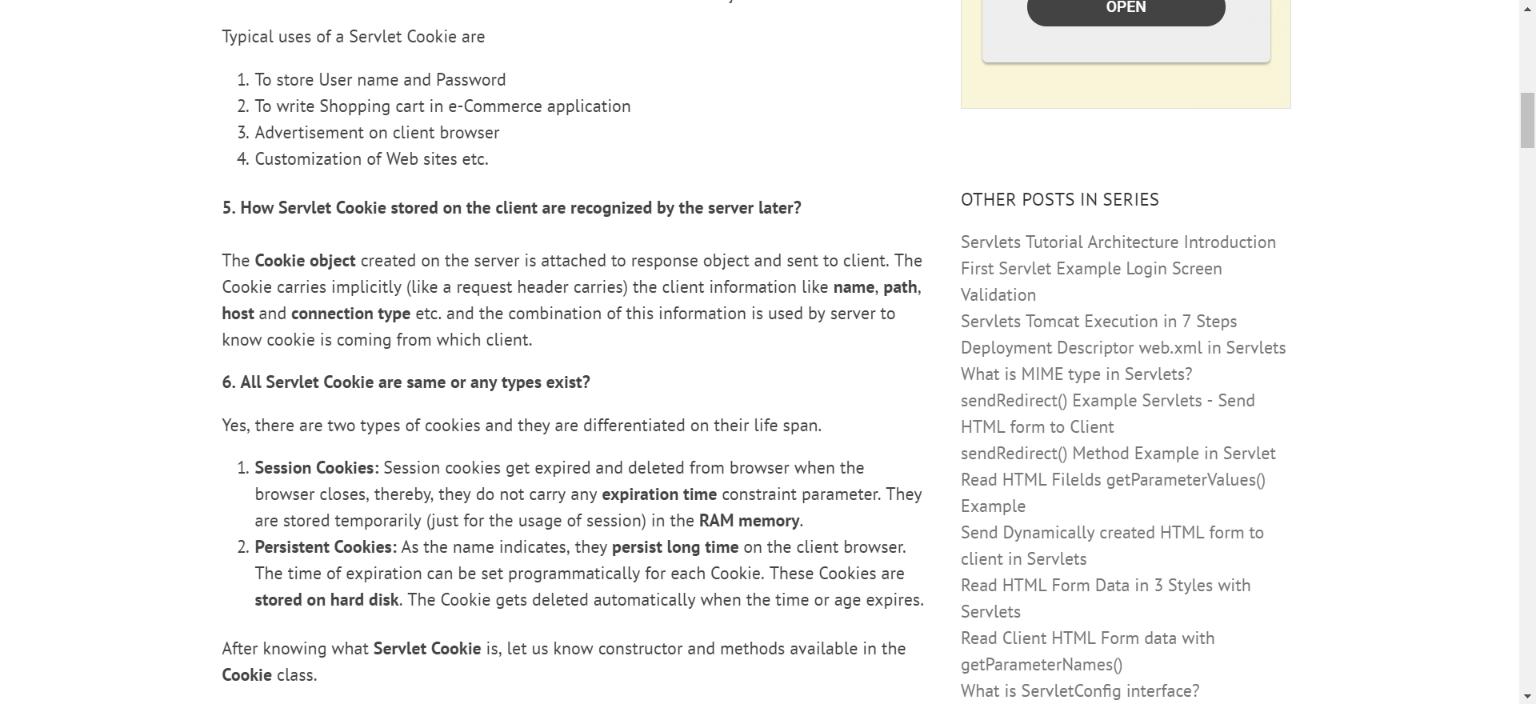 OPEN
Typical uses of a Servlet Cookie are
1. To store User name and Password
2. To write Shopping cart in e-Commerce application
3. Advertisement on client browser
4. Customization of Web sites etc.
5. How Servlet Cookie stored on the client are recognized by the server later?
The Cookie object created on the server is attached to response object and sent to client. The
Cookie carries implicitly (like a request header carries) the client information like name, path,
host and connection type etc. and the combination of this information is used by server to
know cookie is coming from which client.
6. All Servlet Cookie are same or any types exist?
Yes, there are two types of cookies and they are differentiated on their life span.
1. Session Cookies: Session cookies get expired and deleted from browser when the
browser closes, thereby, they do not carry any expiration time constraint parameter. They
are stored temporarily (just for the usage of session) in the RAM memory.
2. Persistent Cookies: As the name indicates, they persist long time on the client browser.
The time of expiration can be set programmatically for each Cookie. These Cookies are
stored on hard disk. The Cookie gets deleted automatically when the time or age expires.
After knowing what Servlet Cookie is, let us know constructor and methods available in the
Cookie class.
OTHER POSTS IN SERIES
Servlets Tutorial Architecture Introduction
First Servlet Example Login Screen
Validation
Servlets Tomcat Execution in 7 Steps
Deployment Descriptor web.xml in Servlets
What is MIME type in Servlets?
sendRedirect() Example Servlets - Send
HTML form to Client
sendRedirect() Method Example in Servlet
Read HTML Filelds getParameterValues()
Example
Send Dynamically created HTML form to
client in Servlets
Read HTML Form Data in 3 Styles with
Servlets
Read Client HTML Form data with
getParameterNames()
What is ServletConfig interface?